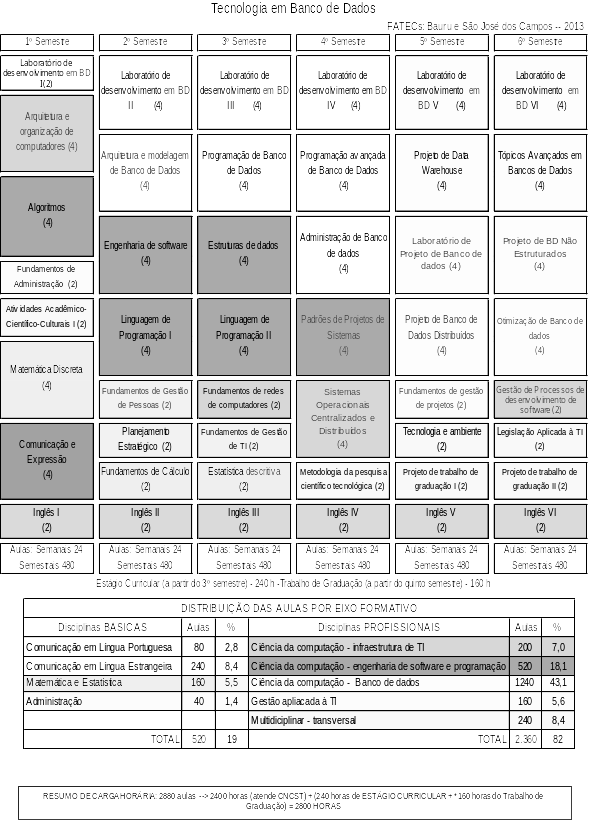 Tecnologia em Banco de Dados
FATECs: Bauru e São José dos Campos -- 2013
1º Semestre
2º Semestre
3º Semestre
4º Semestre
5º Semestre
6º Semestre
Laboratório de
desenvolvimento em BD
I(2)
Arquitetura e
organização de
computadores (4)
Algoritmos
(4)
Fundamentos de
Administração (2)
Atividades Acadêmico-
Científico-Culturais I (2)
Matemática Discreta
(4)
Comunicação e
Expressão
(4)
Inglês I
(2)
Aulas: Semanais 24
Semestrais 480
Laboratório de
desenvolvimento em BD
II (4)
Arquitetura e modelagem
de Banco de Dados
(4)
Engenharia de software
(4)
Linguagem de
Programação I
(4)
Fundamentos de Gestão
de Pessoas (2)
Planejamento
Estratégico (2)
Fundamentos de Cálculo
(2)
Inglês II
(2)
Aulas: Semanais 24
Semestrais 480
Laboratório de
desenvolvimento em BD
III (4)
Programação de Banco
de Dados
(4)
Estruturas de dados
(4)
Linguagem de
Programação II
(4)
Fundamentos de redes
de computadores (2)
Fundamentos de Gestão
de TI (2)
Estatística descritiva
(2)
Inglês III
(2)
Aulas: Semanais 24
Semestrais 480
Laboratório de
desenvolvimento em BD
IV (4)
Programação avançada
de Banco de Dados
(4)
Administração de Banco
de dados
(4)
Padrões de Projetos de
Sistemas
(4)
Sistemas
Operacionais
Centralizados e
Distribuídos
(4)
Metodologia da pesquisa
científico tecnológica (2)
Inglês IV
(2)
Aulas: Semanais 24
Semestrais 480
Laboratório de
desenvolvimento em
BD V (4)
Projeto de Data
Warehouse
(4)
Laboratório de
Projeto de Banco de
dados (4)
Projeto de Banco de
Dados Distribuídos
(4)
Fundamentos de gestão
de projetos (2)
Tecnologia e ambiente
(2)
Projeto de trabalho de
graduação I (2)
Inglês V
(2)
Aulas: Semanais 24
Semestrais 480
Laboratório de
desenvolvimento em
BD VI (4)
Tópicos Avançados em
Bancos de Dados
(4)
Projeto de BD Não
Estruturados
(4)
Otimização de Banco de
dados
(4)
Gestão de Processos de
desenvolvimento de
software (2)
Legislação Aplicada à TI
(2)
Projeto de trabalho de
graduação II (2)
Inglês VI
(2)
Aulas: Semanais 24
Semestrais 480
Estágio Curricular (a partir do 3º semestre) - 240 h -Trabalho de Graduação (a partir do quinto semestre) - 160 h
DISTRIBUIÇÃO DAS AULAS POR EIXO FORMATIVO
Disciplinas BASICAS Aulas % Disciplinas PROFISSIONAIS Aulas %
Comunicação em Língua Portuguesa 80 2,8 Ciência da computação - infraestrutura de TI 200 7,0
Comunicação em Língua Estrangeira 240 8,4 Ciência da computação - engenharia de software e programação 520 18,1
Matemática e Estatística 160 5,5 Ciência da computação - Banco de dados 1240 43,1
Administração 40 1,4 Gestão apliacada à TI 160 5,6
Multidiciplinar - transversal 240 8,4
TOTAL 520 19 TOTAL 2.360 82
RESUMO DE CARGA HORÁRIA: 2880 aulas --> 2400 horas (atende CNCST) + (240 horas de ESTÁGIO CURRICULAR + *160 horas do Trabalho de
Graduação) = 2800 HORAS